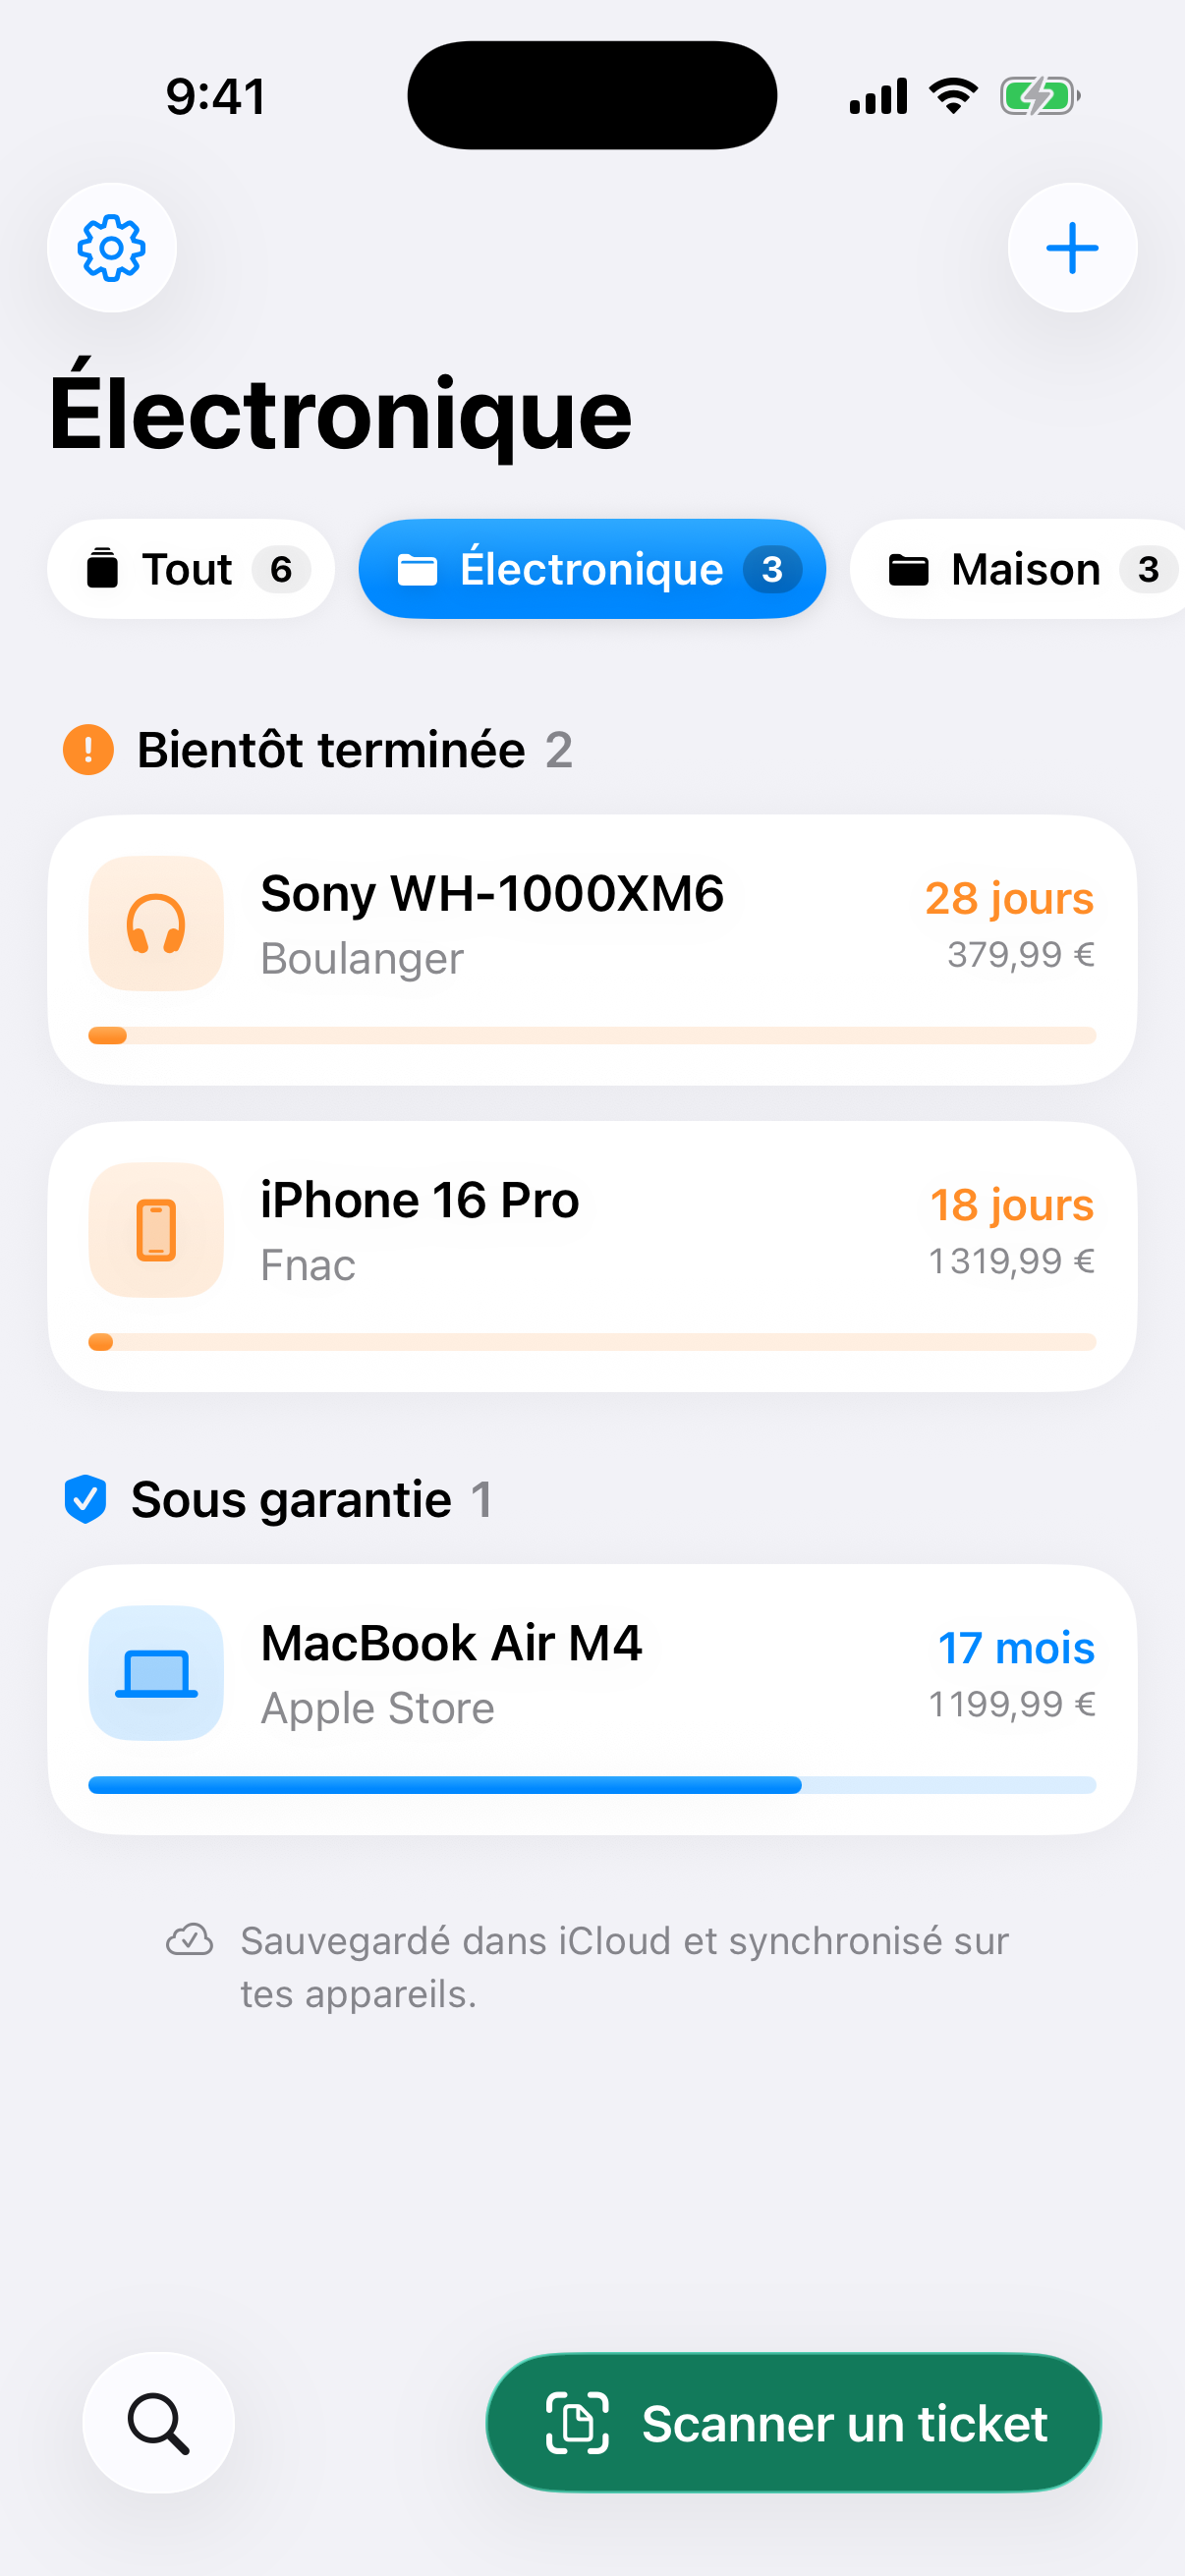 9:41
Électronique
Tout 6
Électronique 3
Maison 3
Bientôt terminée 2
Sony WH-1000XM6
28 jours
Boulanger
379,99 €
iPhone 16 Pro
18 jours
Fnac
1 319,99 €
Sous garantie 1
MacBook Air M4
17 mois
Apple Store
1 199,99 €
Sauvegardé dans iCloud et synchronisé sur
tes appareils.
Scanner un ticket